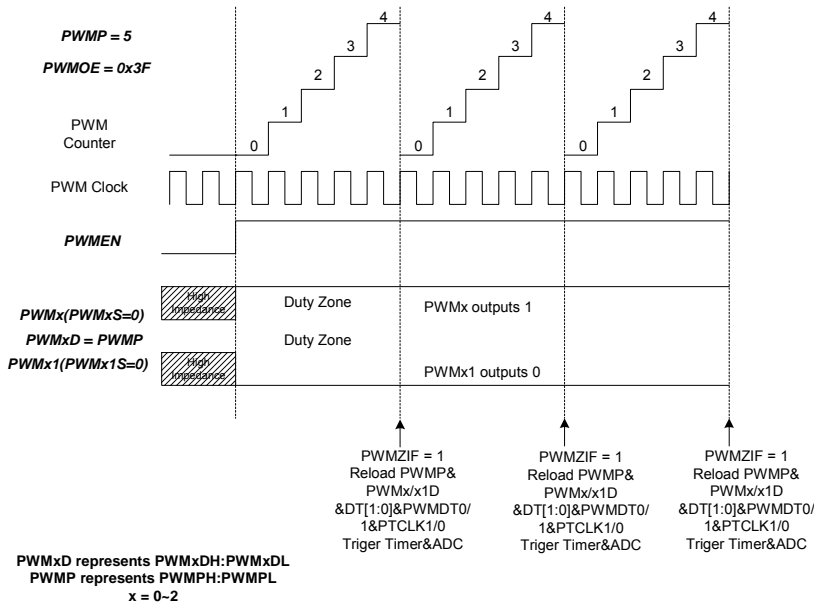 PWMP = 5
PWMOE = 0x3F
PWM
Counter
0 1 2 3 4 0 1 2 3 4 0 1 2 3 4
PWM Clock
PWMEN
High
Impedance
Duty Zone
PWMx outputs 1
PWMx(PWMxS=0)
PWMxD = PWMP
Duty Zone
PWMx1(PWMx1S=0)
High
Impedance
PWMx1 outputs 0
PWMZIF = 1
Reload PWMP&
PWMx/x1D
&DT[1:0]&PWMDT0/
1&PTCLK1/0
Triger Timer&ADC
PWMZIF = 1
Reload PWMP&
PWMx/x1D
&DT[1:0]&PWMDT0/
1&PTCLK1/0
Triger Timer&ADC
PWMZIF = 1
Reload PWMP&
PWMx/x1D
&DT[1:0]&PWMDT0/
1&PTCLK1/0
Triger Timer&ADC
PWMxD represents PWMxDH:PWMxDL
PWMP represents PWMPH:PWMPL
x = 0~2